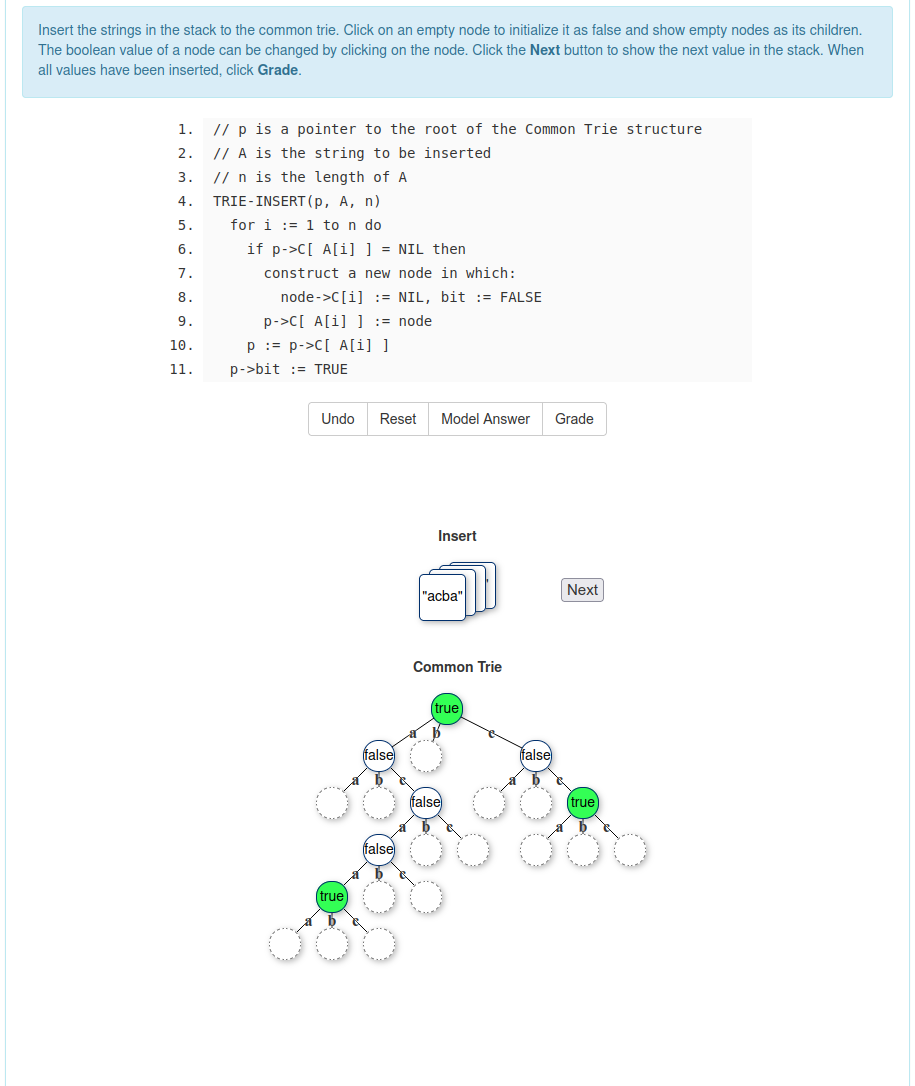 Insert the strings in the stack to the common trie. Click on an empty node to initialize it as false and show empty nodes as its children.
The boolean value of a node can be changed by clicking on the node. Click the Next button to show the next value in the stack. When
all values have been inserted, click Grade.
1. // p is a pointer to the root of the Common Trie structure
2. // A is the string to be inserted
3. // n is the length of A
4. TRIE-INSERT(p, A, n)
5. for i := 1 to n do
6. if p->C[ A[i] ] = NIL then
7. construct a new node in which:
8. node->C[i] := NIL, bit := FALSE
9. p->C[ A[i] ] := node
10. p := p->C[ A[i] ]
11. p->bit := TRUE
Undo Reset Model Answer Grade
Insert
"acba" Next
Common Trie
true
a b c
false false
a b c a b c
false true
a b c a b c
false
a b c
true
a b c